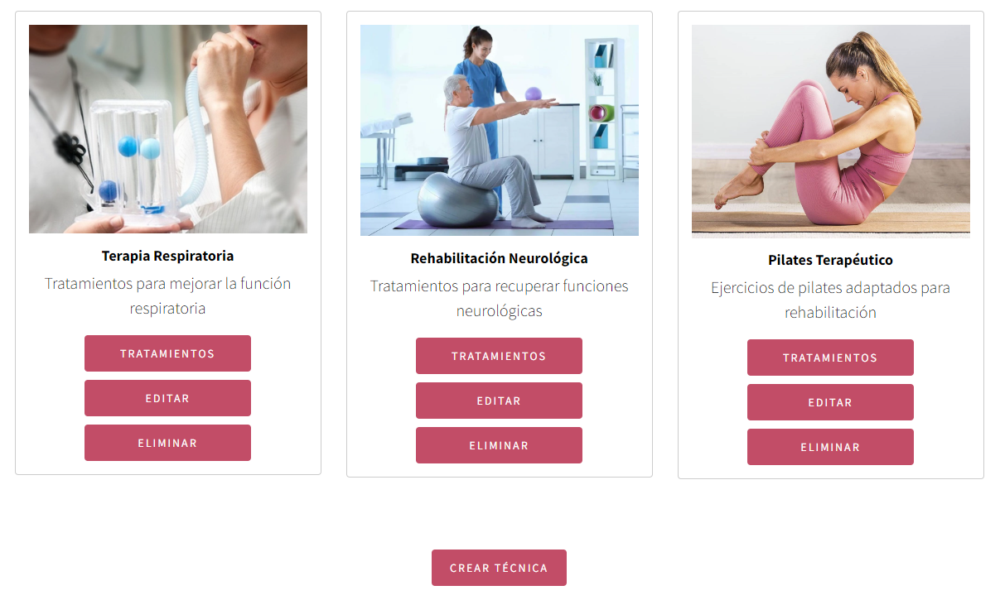 Terapia Respiratoria
Tratamientos para mejorar la función
respiratoria
TRATAMIENTOS
EDITAR
ELIMINAR
Rehabilitación Neurológica
Tratamientos para recuperar funciones
neurológicas
TRATAMIENTOS
EDITAR
ELIMINAR
Pilates Terapéutico
Ejercicios de pilates adaptados para
rehabilitación
TRATAMIENTOS
EDITAR
ELIMINAR
CREAR TÉCNICA